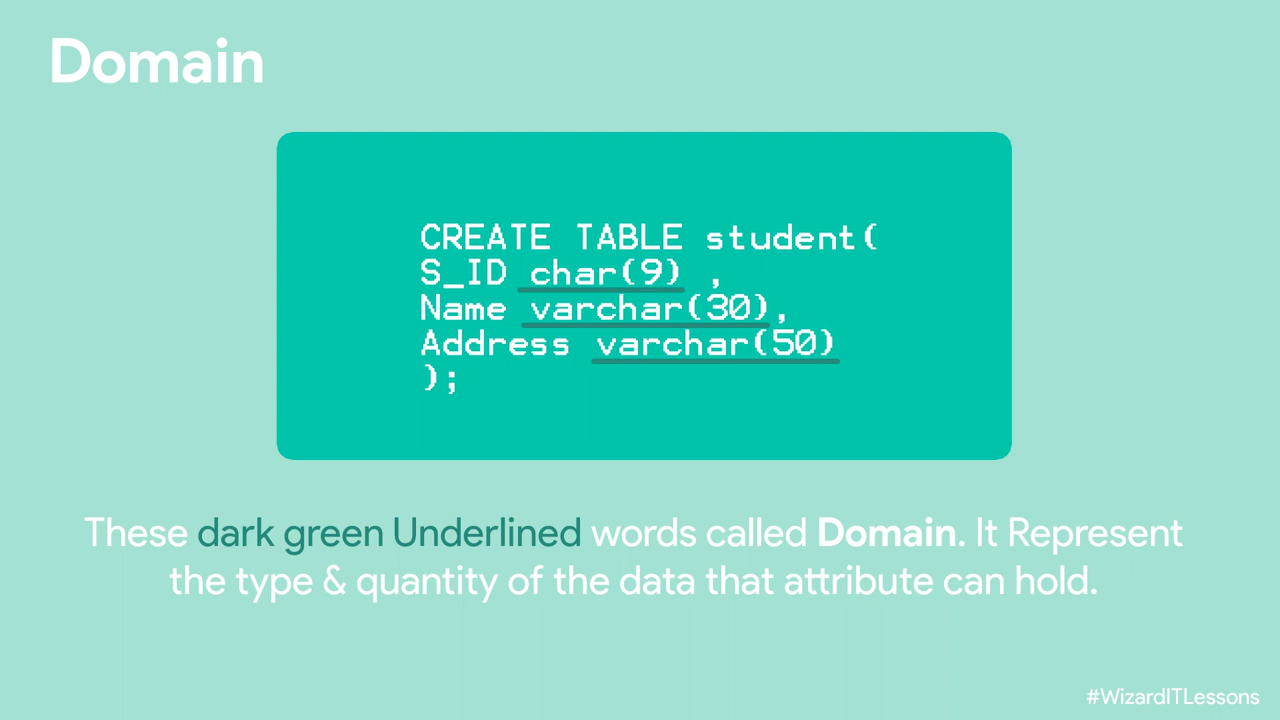 Domain
CREATE TABLE student(
S_ID char(9) ,
Name varchar(30),
Address varchar(50)
);
These dark green Underlined words called Domain. It Represent
the type & quantity of the data that attribute can hold.
#WizardITLessons